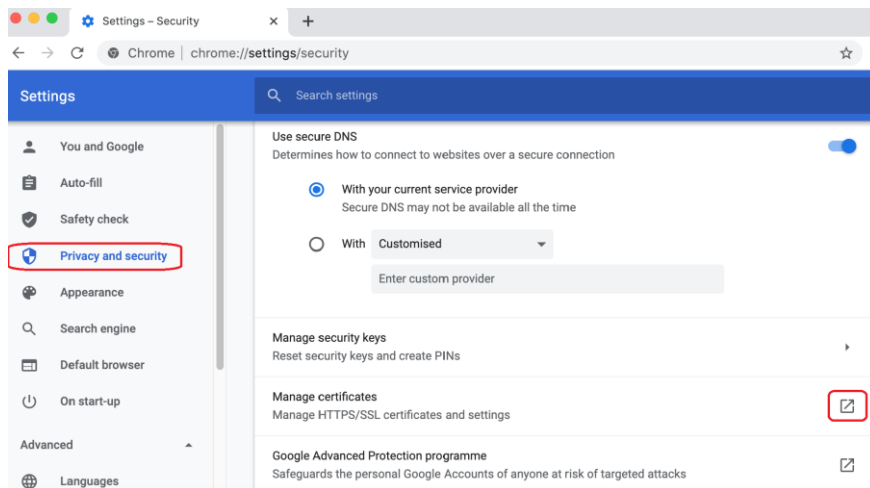 Settings – Security
Chrome | chrome://settings/security
Settings
Search settings
You and Google
Auto-fill
Safety check
Privacy and security
Appearance
Search engine
Default browser
On start-up
Advanced
Languages
Use secure DNS
Determines how to connect to websites over a secure connection
With your current service provider
Secure DNS may not be available all the time
With Customised
Enter custom provider
Manage security keys
Reset security keys and create PINs
Manage certificates
Manage HTTPS/SSL certificates and settings
Google Advanced Protection programme
Safeguards the personal Google Accounts of anyone at risk of targeted attacks